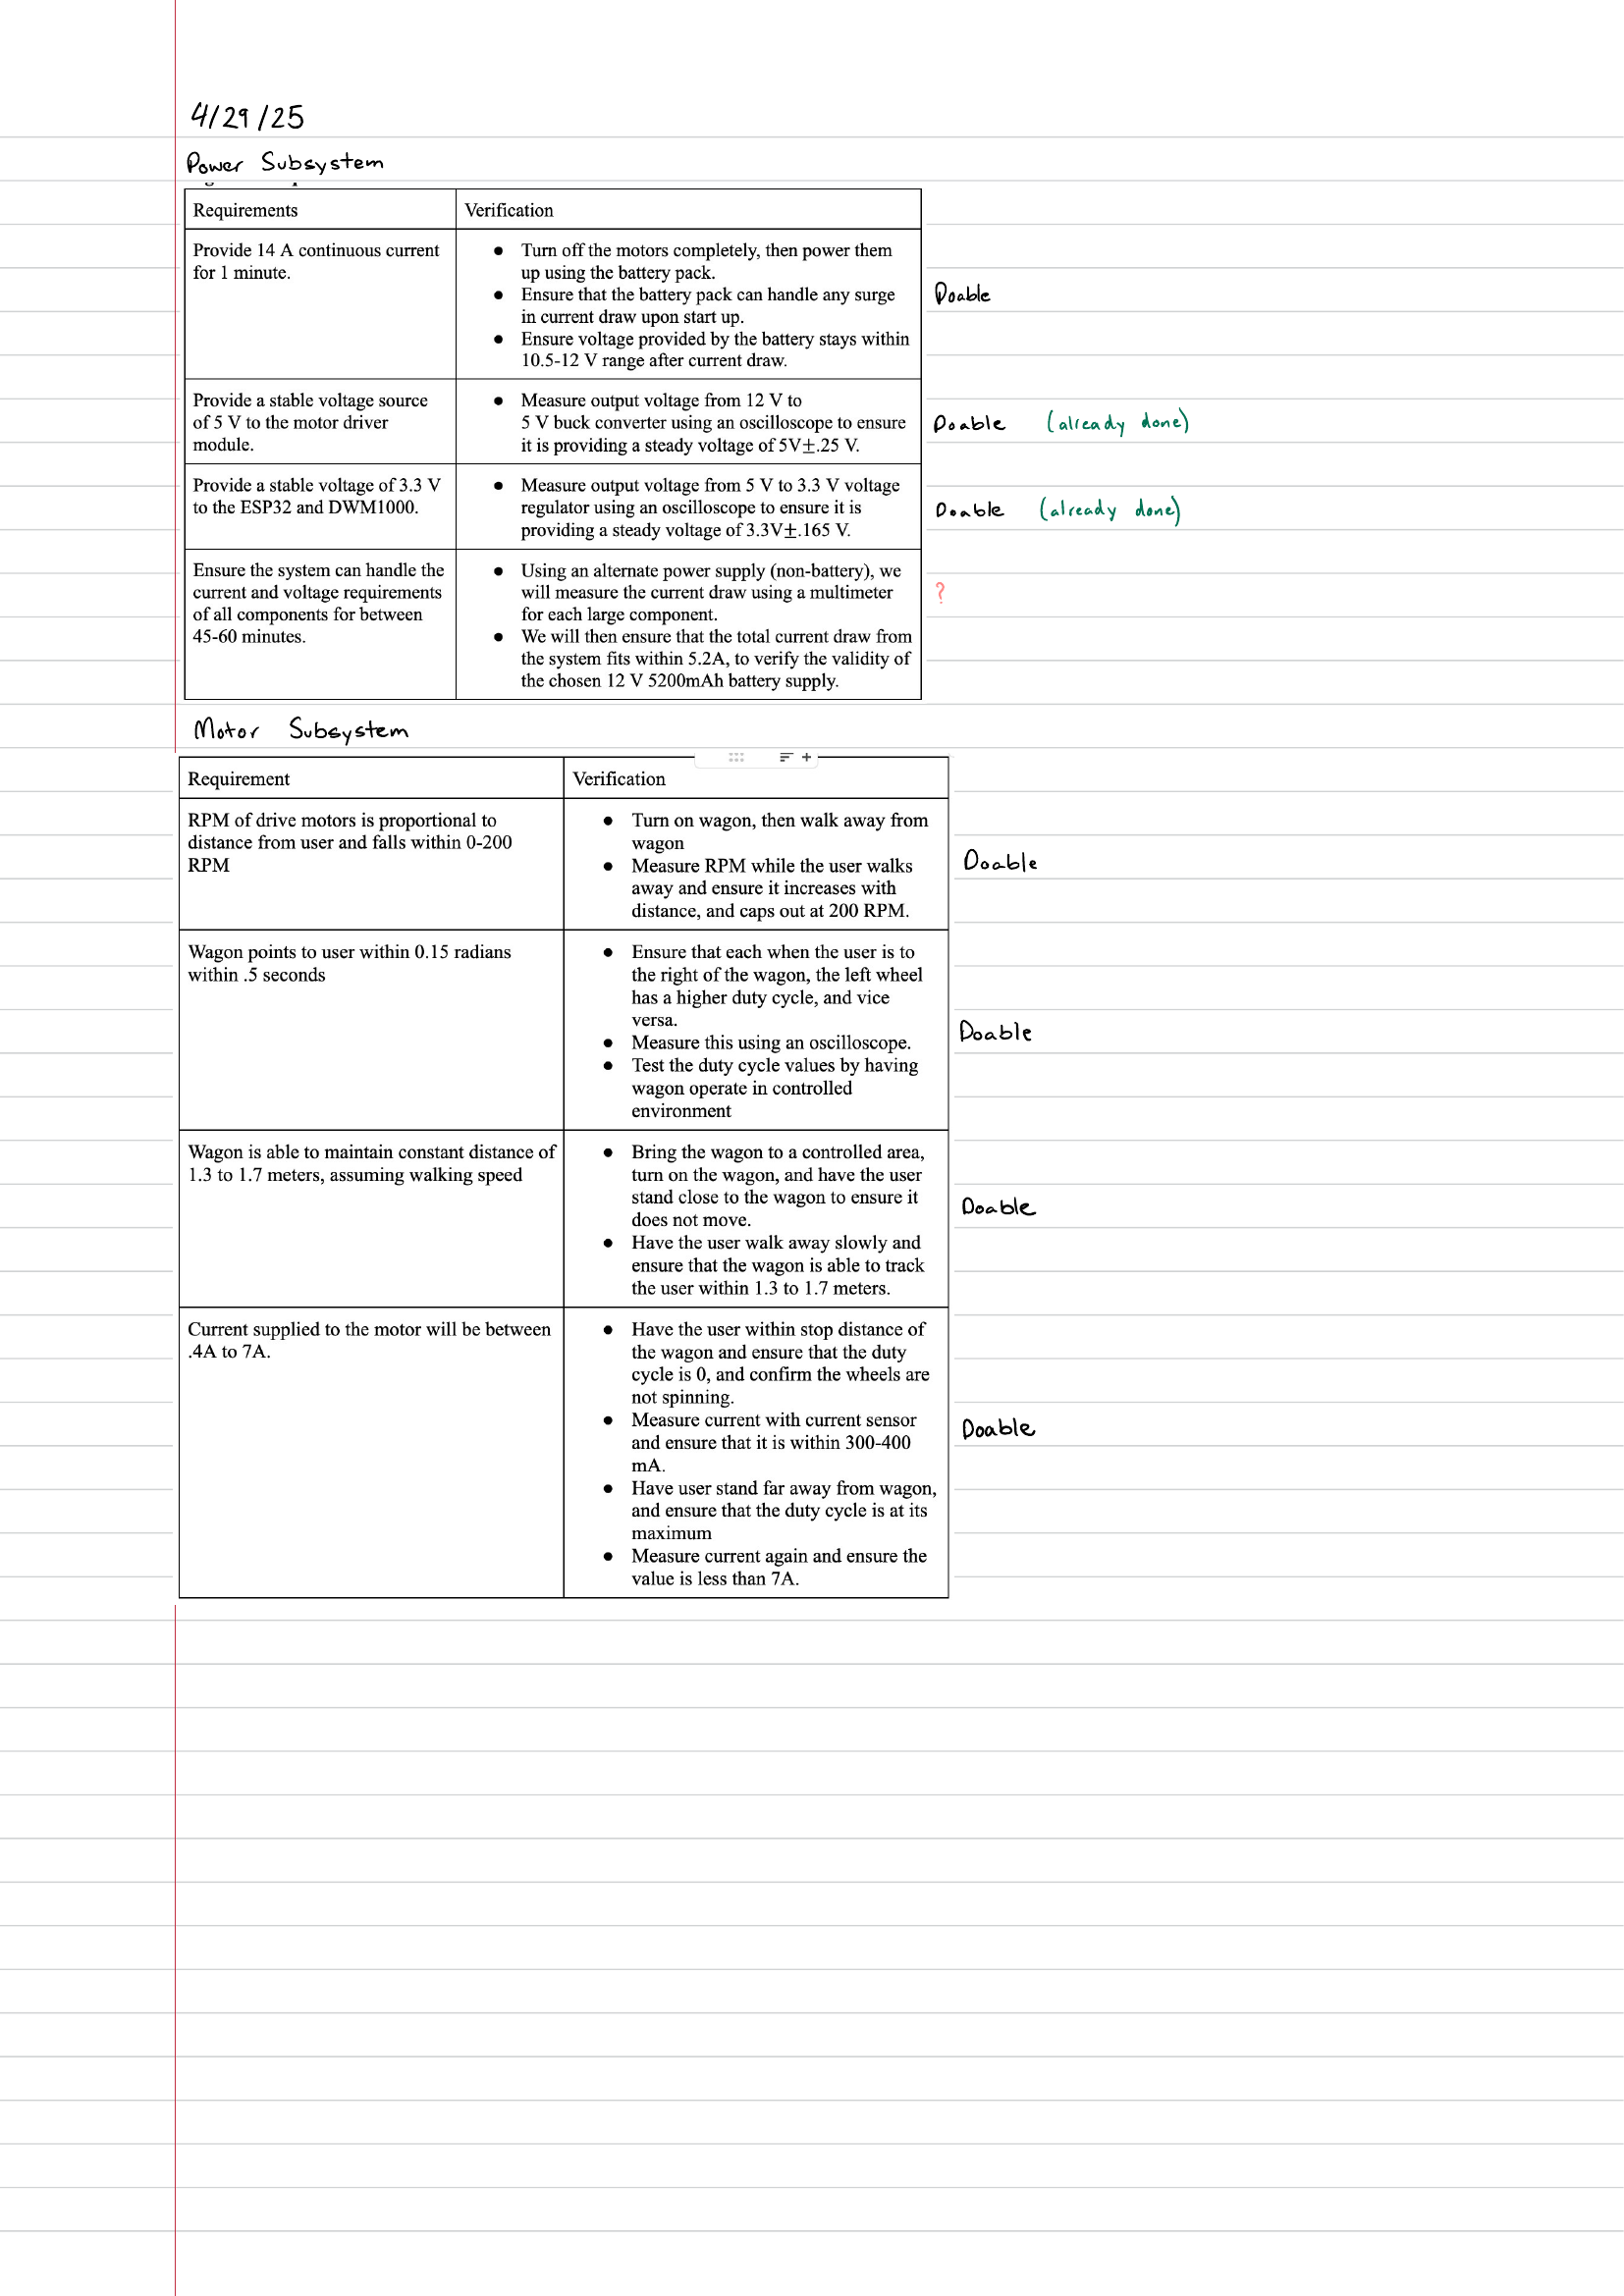 4/29/25
Power Subsystem
Requirements
Verification
Provide 14 A continuous current
for 1 minute.
● Turn off the motors completely, then power them
up using the battery pack.
● Ensure that the battery pack can handle any surge
in current draw upon start up.
● Ensure voltage provided by the battery stays within
10.5-12 V range after current draw.
Doable
Provide a stable voltage source
of 5 V to the motor driver
module.
● Measure output voltage from 12 V to
5 V buck converter using an oscilloscope to ensure
it is providing a steady voltage of 5V±.25 V.
Doable (already done)
Provide a stable voltage of 3.3 V
to the ESP32 and DWM1000.
● Measure output voltage from 5 V to 3.3 V voltage
regulator using an oscilloscope to ensure it is
providing a steady voltage of 3.3V±.165 V.
Doable (already done)
Ensure the system can handle the
current and voltage requirements
of all components for between
45-60 minutes.
● Using an alternate power supply (non-battery), we
will measure the current draw using a multimeter
for each large component.
● We will then ensure that the total current draw from
the system fits within 5.2A, to verify the validity of
the chosen 12 V 5200mAh battery supply.
?
Motor Subsystem
Requirement
Verification
RPM of drive motors is proportional to
distance from user and falls within 0-200
RPM
● Turn on wagon, then walk away from
wagon
● Measure RPM while the user walks
away and ensure it increases with
distance, and caps out at 200 RPM.
Doable
Wagon points to user within 0.15 radians
within .5 seconds
● Ensure that each when the user is to
the right of the wagon, the left wheel
has a higher duty cycle, and vice
versa.
● Measure this using an oscilloscope.
● Test the duty cycle values by having
wagon operate in controlled
environment
Doable
Wagon is able to maintain constant distance of
1.3 to 1.7 meters, assuming walking speed
● Bring the wagon to a controlled area,
turn on the wagon, and have the user
stand close to the wagon to ensure it
does not move.
● Have the user walk away slowly and
ensure that the wagon is able to track
the user within 1.3 to 1.7 meters.
Doable
Current supplied to the motor will be between
.4A to 7A.
● Have the user within stop distance of
the wagon and ensure that the duty
cycle is 0, and confirm the wheels are
not spinning.
● Measure current with current sensor
and ensure that it is within 300-400
mA.
● Have user stand far away from wagon,
and ensure that the duty cycle is at its
maximum
● Measure current again and ensure the
value is less than 7A.
Doable